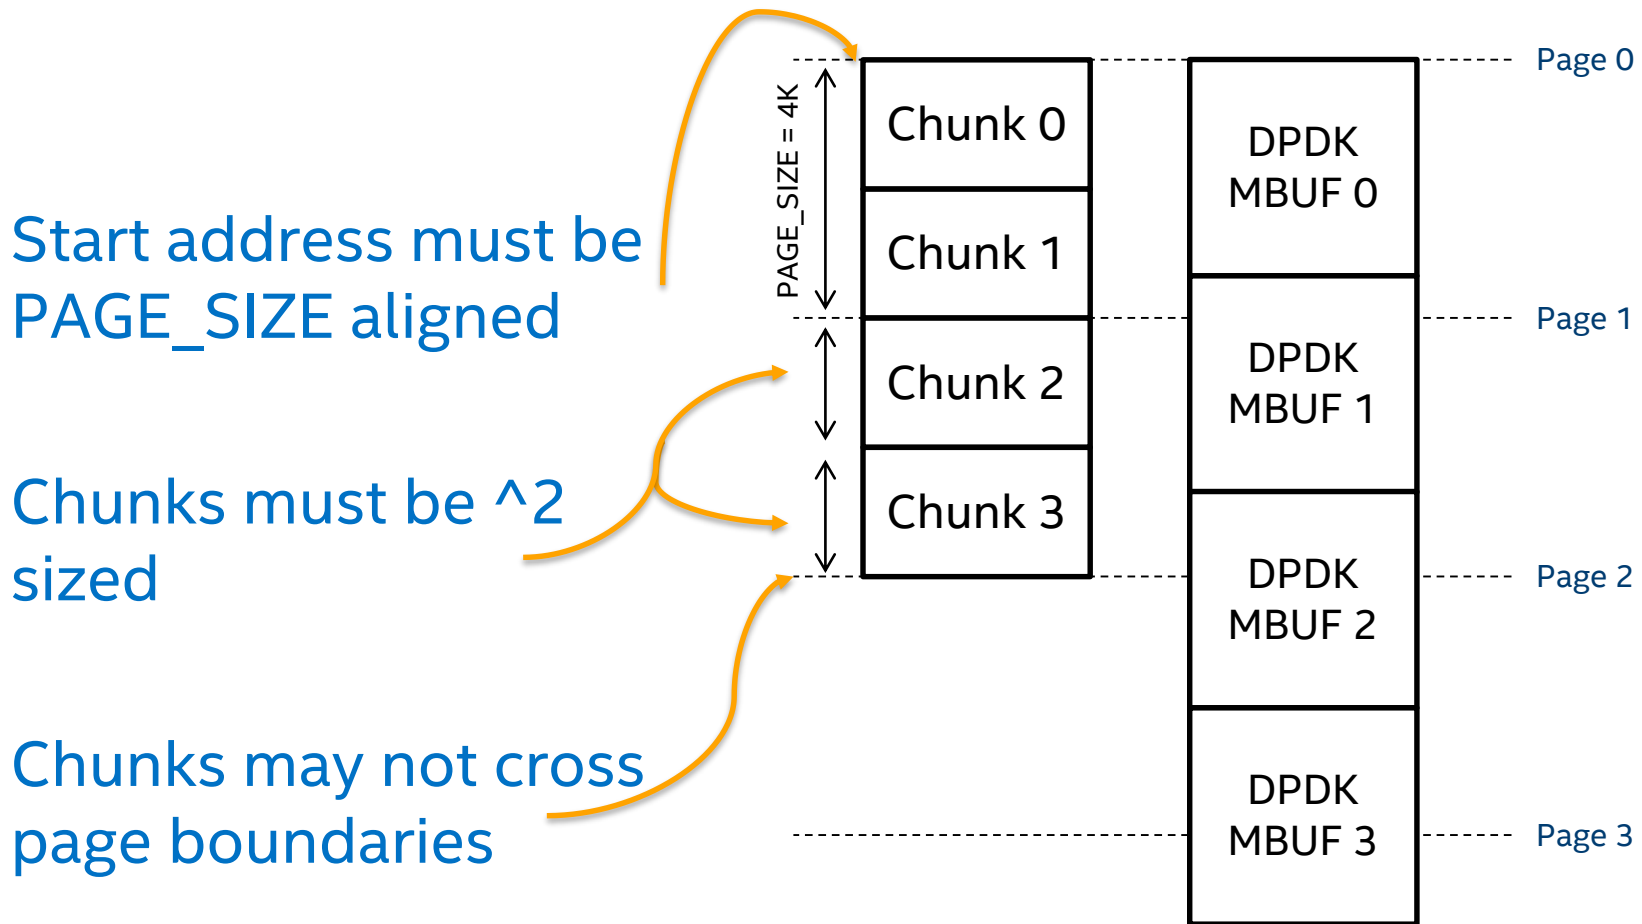 Start address must be
PAGE_SIZE aligned
Chunks must be ^2
sized
Chunks may not cross
page boundaries
PAGE_SIZE = 4K
Chunk 0
Chunk 1
Chunk 2
Chunk 3
DPDK
MBUF 0
DPDK
MBUF 1
DPDK
MBUF 2
DPDK
MBUF 3
Page 0
Page 1
Page 2
Page 3